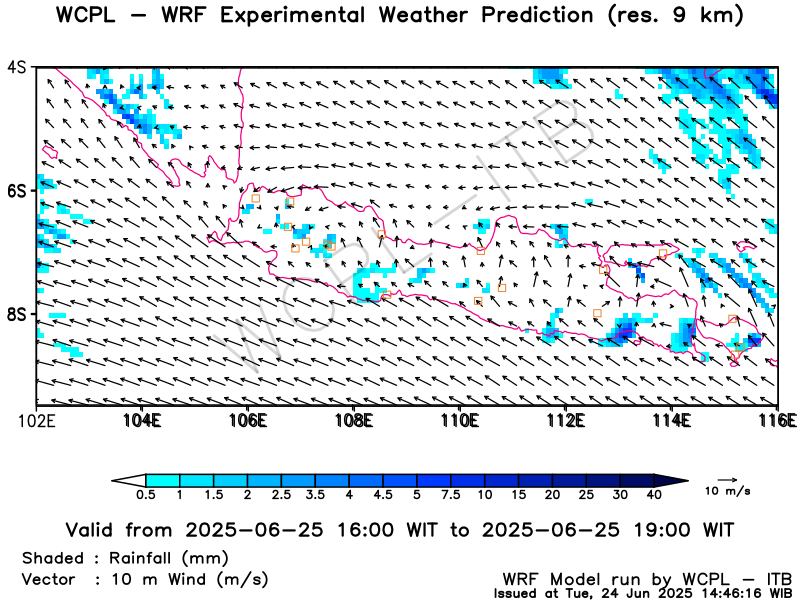 WCPL – WRF Experimental Weather Prediction (res. 9 km)
4S
6S
8S
WCPL–ITB
102E 104E 106E 108E 110E 112E 114E 116E
0.5 1 1.5 2 2.5 3.5 4 4.5 5 7.5 10 15 20 25 30 40
10 m/s
Valid from 2025-06-25 16:00 WIT to 2025-06-25 19:00 WIT
Shaded : Rainfall (mm)
Vector : 10 m Wind (m/s)
WRF Model run by WCPL – ITB
Issued at Tue, 24 Jun 2025 14:46:16 WIB